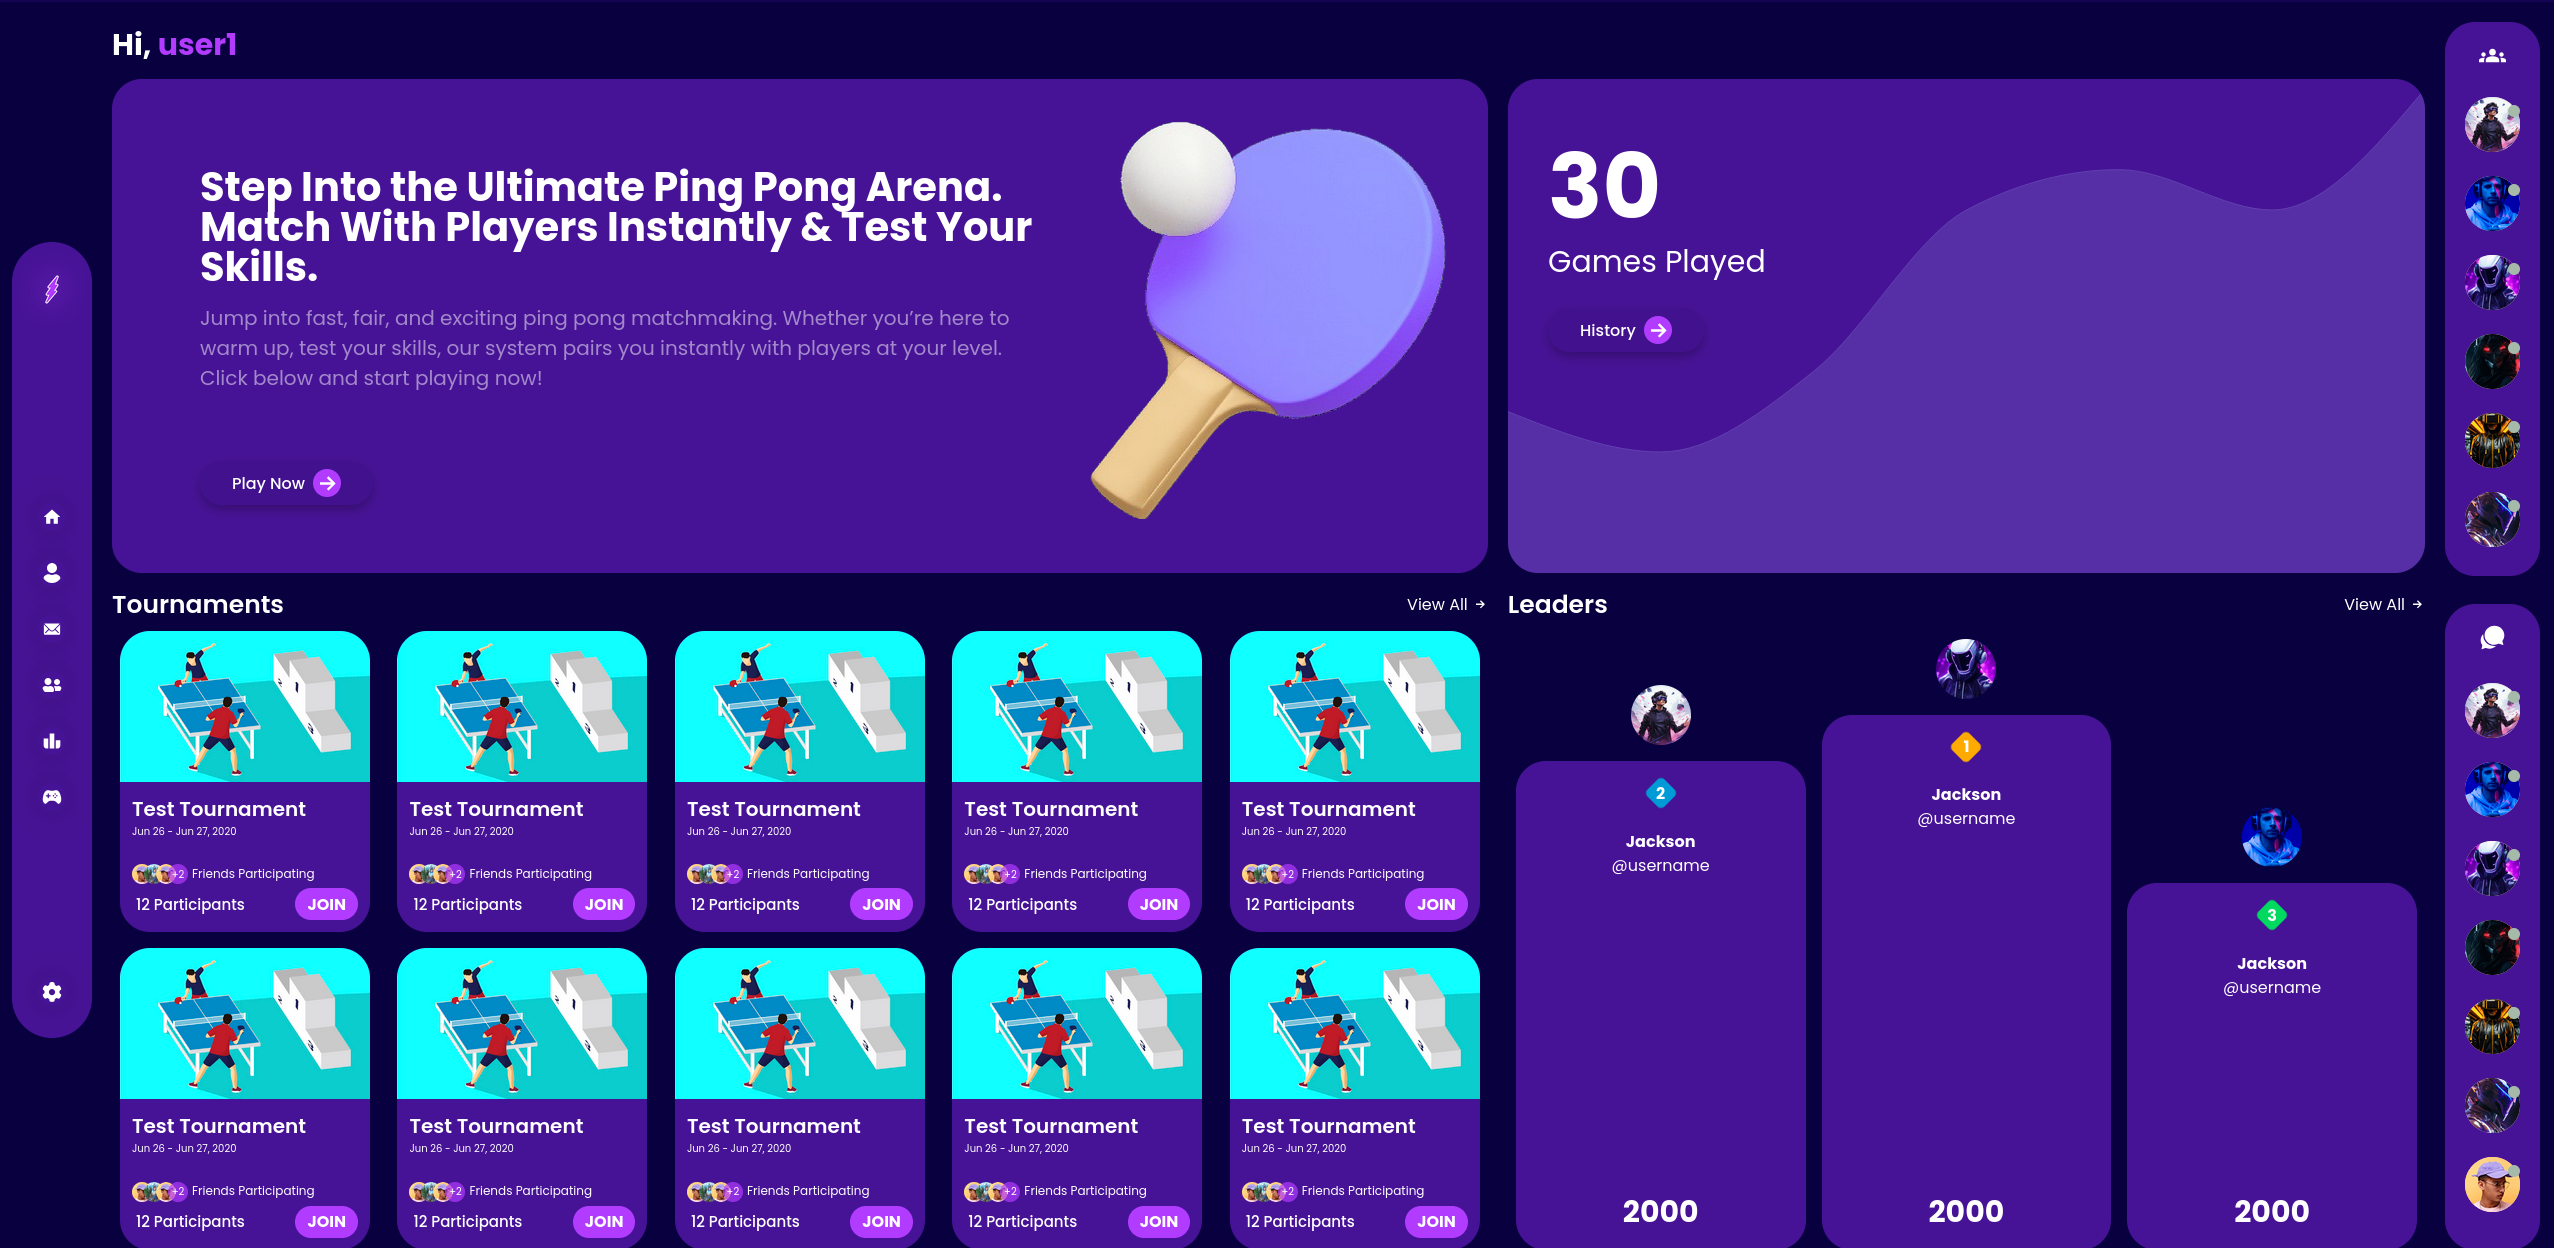 Hi, user1
Step Into the Ultimate Ping Pong Arena.
Match With Players Instantly & Test Your
Skills.
Jump into fast, fair, and exciting ping pong matchmaking. Whether you’re here to
warm up, test your skills, our system pairs you instantly with players at your level.
Click below and start playing now!
Play Now
30
Games Played
History
Tournaments
View All
Test Tournament
Jun 26 - Jun 27, 2020
+2 Friends Participating
12 Participants
JOIN
Test Tournament
Jun 26 - Jun 27, 2020
+2 Friends Participating
12 Participants
JOIN
Test Tournament
Jun 26 - Jun 27, 2020
+2 Friends Participating
12 Participants
JOIN
Test Tournament
Jun 26 - Jun 27, 2020
+2 Friends Participating
12 Participants
JOIN
Test Tournament
Jun 26 - Jun 27, 2020
+2 Friends Participating
12 Participants
JOIN
Test Tournament
Jun 26 - Jun 27, 2020
+2 Friends Participating
12 Participants
JOIN
Test Tournament
Jun 26 - Jun 27, 2020
+2 Friends Participating
12 Participants
JOIN
Test Tournament
Jun 26 - Jun 27, 2020
+2 Friends Participating
12 Participants
JOIN
Test Tournament
Jun 26 - Jun 27, 2020
+2 Friends Participating
12 Participants
JOIN
Test Tournament
Jun 26 - Jun 27, 2020
+2 Friends Participating
12 Participants
JOIN
Leaders
View All
2
Jackson
@username
2000
1
Jackson
@username
2000
3
Jackson
@username
2000